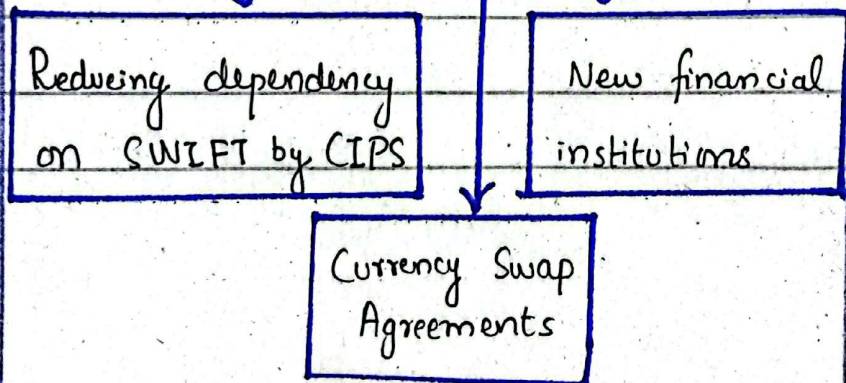 Reducing dependency
on SWIFT by CIPS
New financial
institutions
Currency Swap
Agreements